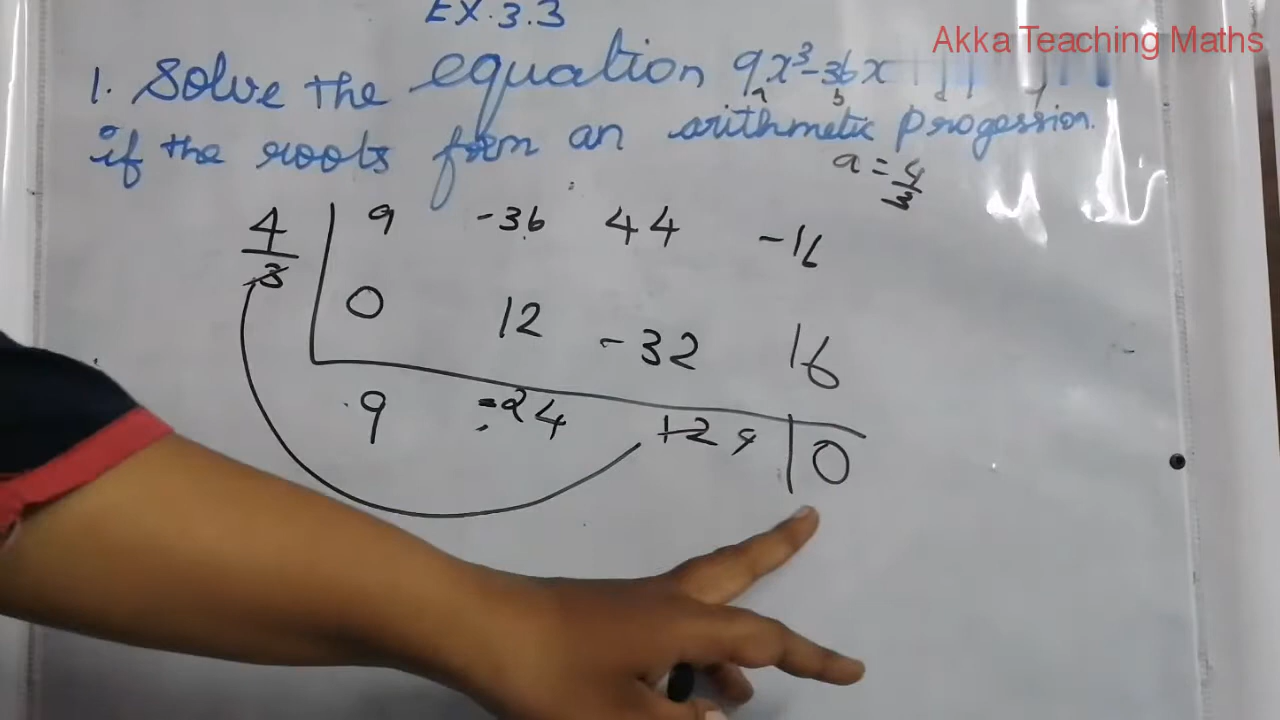 EX.3.3
Akka Teaching Maths
1. Solve the equation 9x³-36x
a b
if the roots form an arithmetic progession.
a = 4/3
4/3 | 9 -36 44 -16
0 12 -32 16
9 -24 12 | 0